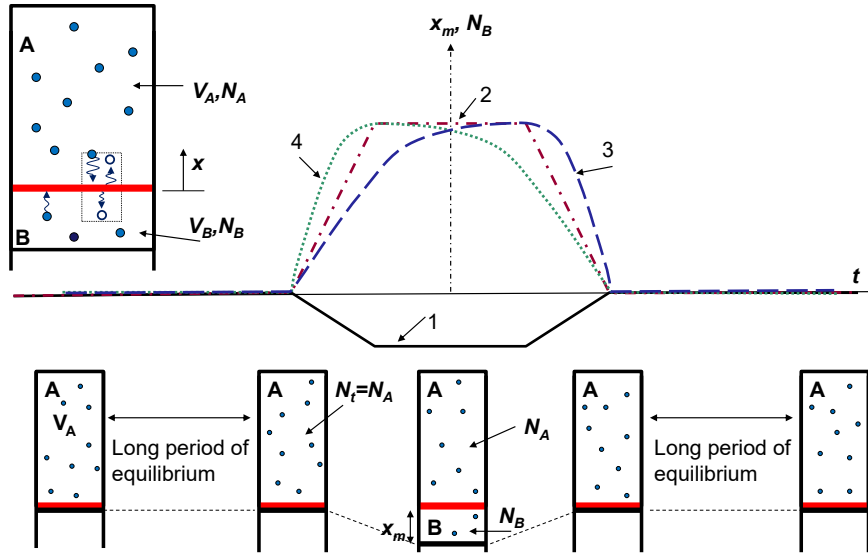 A
V_A,N_A
x
B
V_B,N_B
x_m, N_B
2
4
3
t
1
A
V_A
Long period of
equilibrium
A
N_t=N_A
A
N_A
x_m
B
N_B
A
Long period of
equilibrium
A